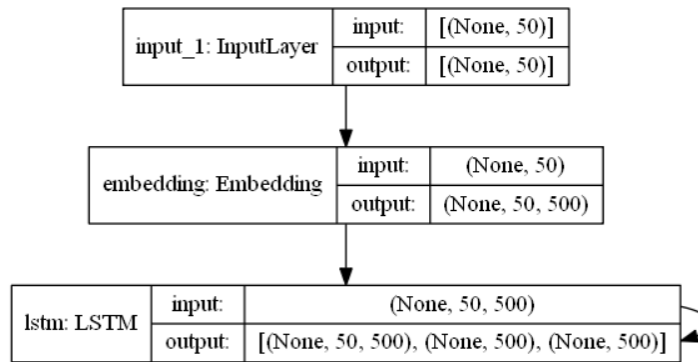 input_1: InputLayer
input: [(None, 50)]
output: [(None, 50)]
embedding: Embedding
input: (None, 50)
output: (None, 50, 500)
lstm: LSTM
input: (None, 50, 500)
output: [(None, 50, 500), (None, 500), (None, 500)]